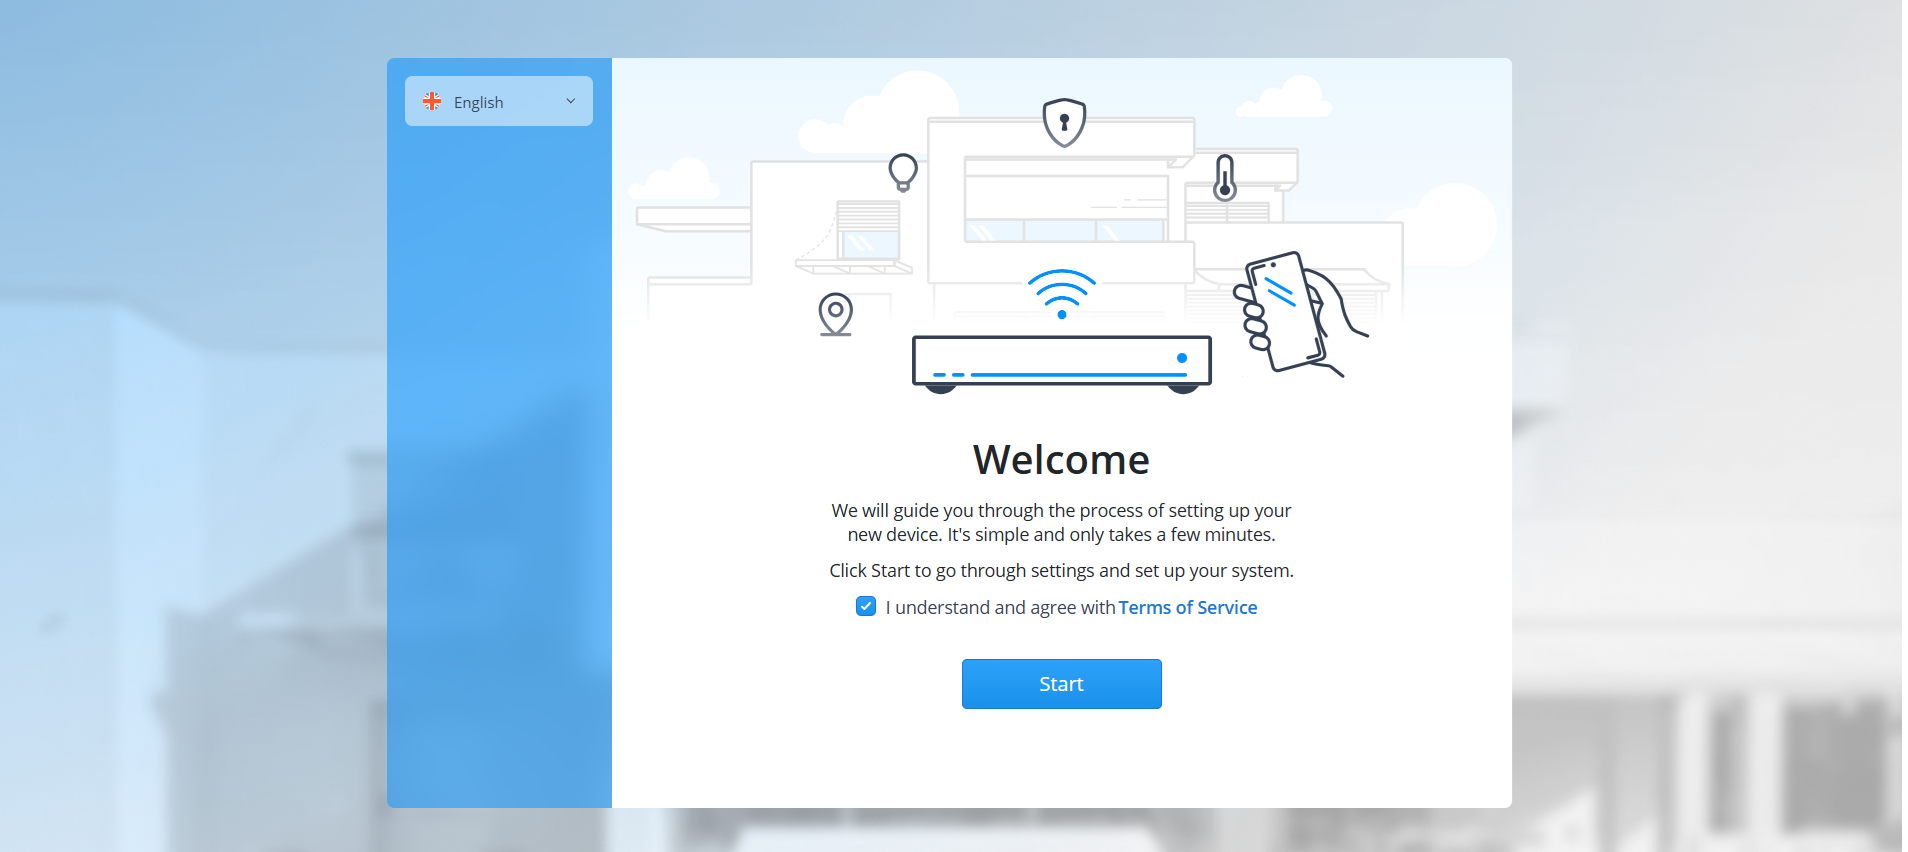 English
Welcome
We will guide you through the process of setting up your
new device. It's simple and only takes a few minutes.
Click Start to go through settings and set up your system.
I understand and agree with Terms of Service
Start